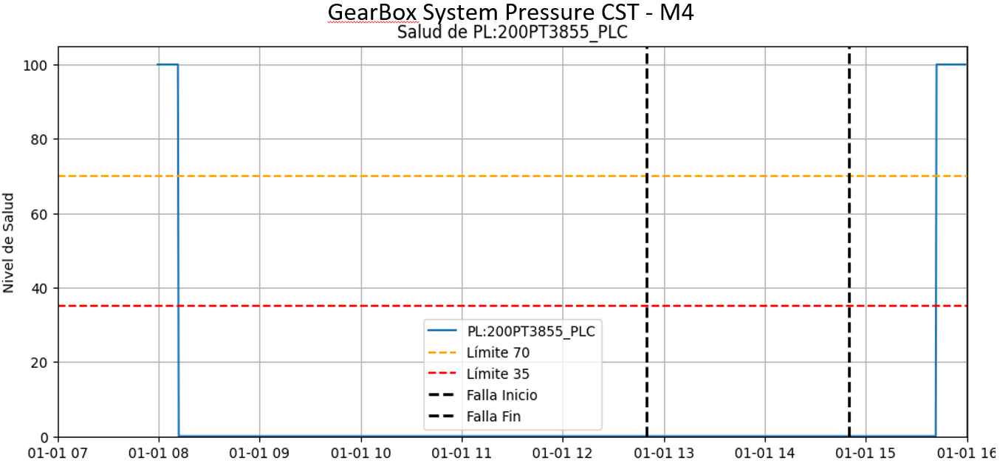 GearBox System Pressure CST - M4
Salud de PL:200PT3855_PLC
Nivel de Salud
100
80
60
40
20
0
PL:200PT3855_PLC
Límite 70
Límite 35
Falla Inicio
Falla Fin
01-01 07 01-01 08 01-01 09 01-01 10 01-01 11 01-01 12 01-01 13 01-01 14 01-01 15 01-01 16